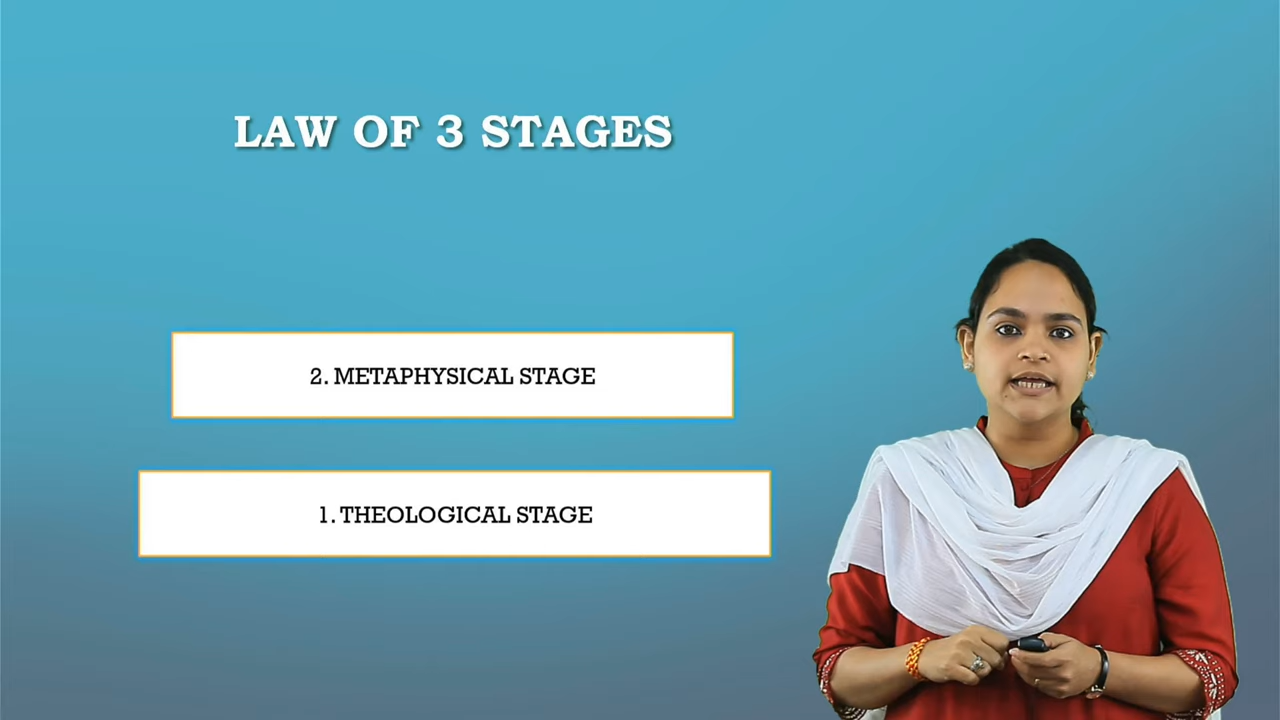 LAW OF 3 STAGES
2. METAPHYSICAL STAGE
1. THEOLOGICAL STAGE